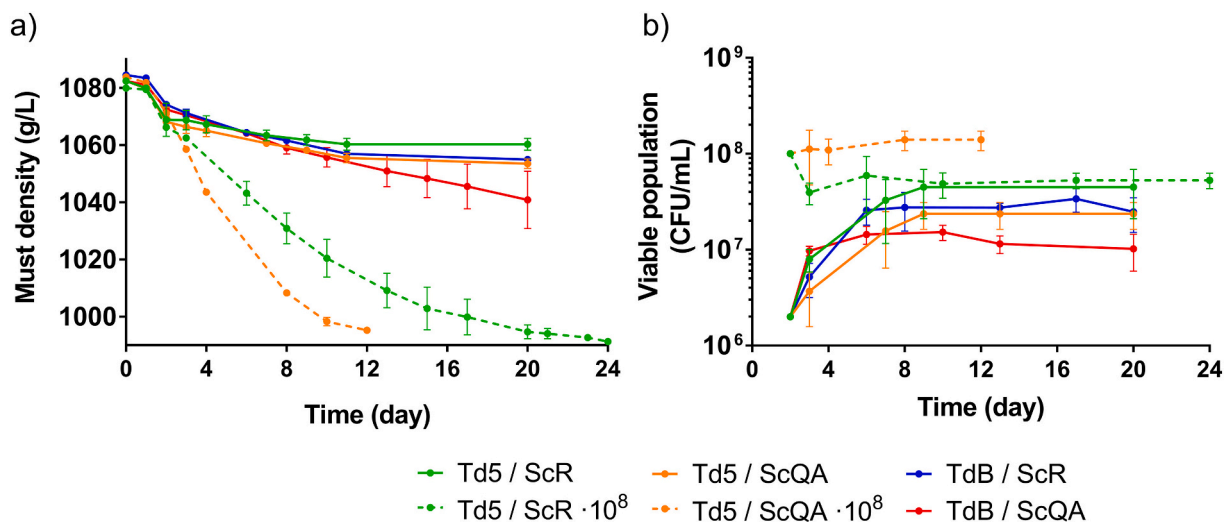 a)
Must density (g/L)
1080
1060
1040
1020
1000
0 4 8 12 16 20 24
Time (day)
b)
Viable population
(CFU/mL)
10⁹
10⁸
10⁷
10⁶
0 4 8 12 16 20 24
Time (day)
Td5 / ScR Td5 / ScQA TdB / ScR
Td5 / ScR ·10⁸ Td5 / ScQA ·10⁸ TdB / ScQA